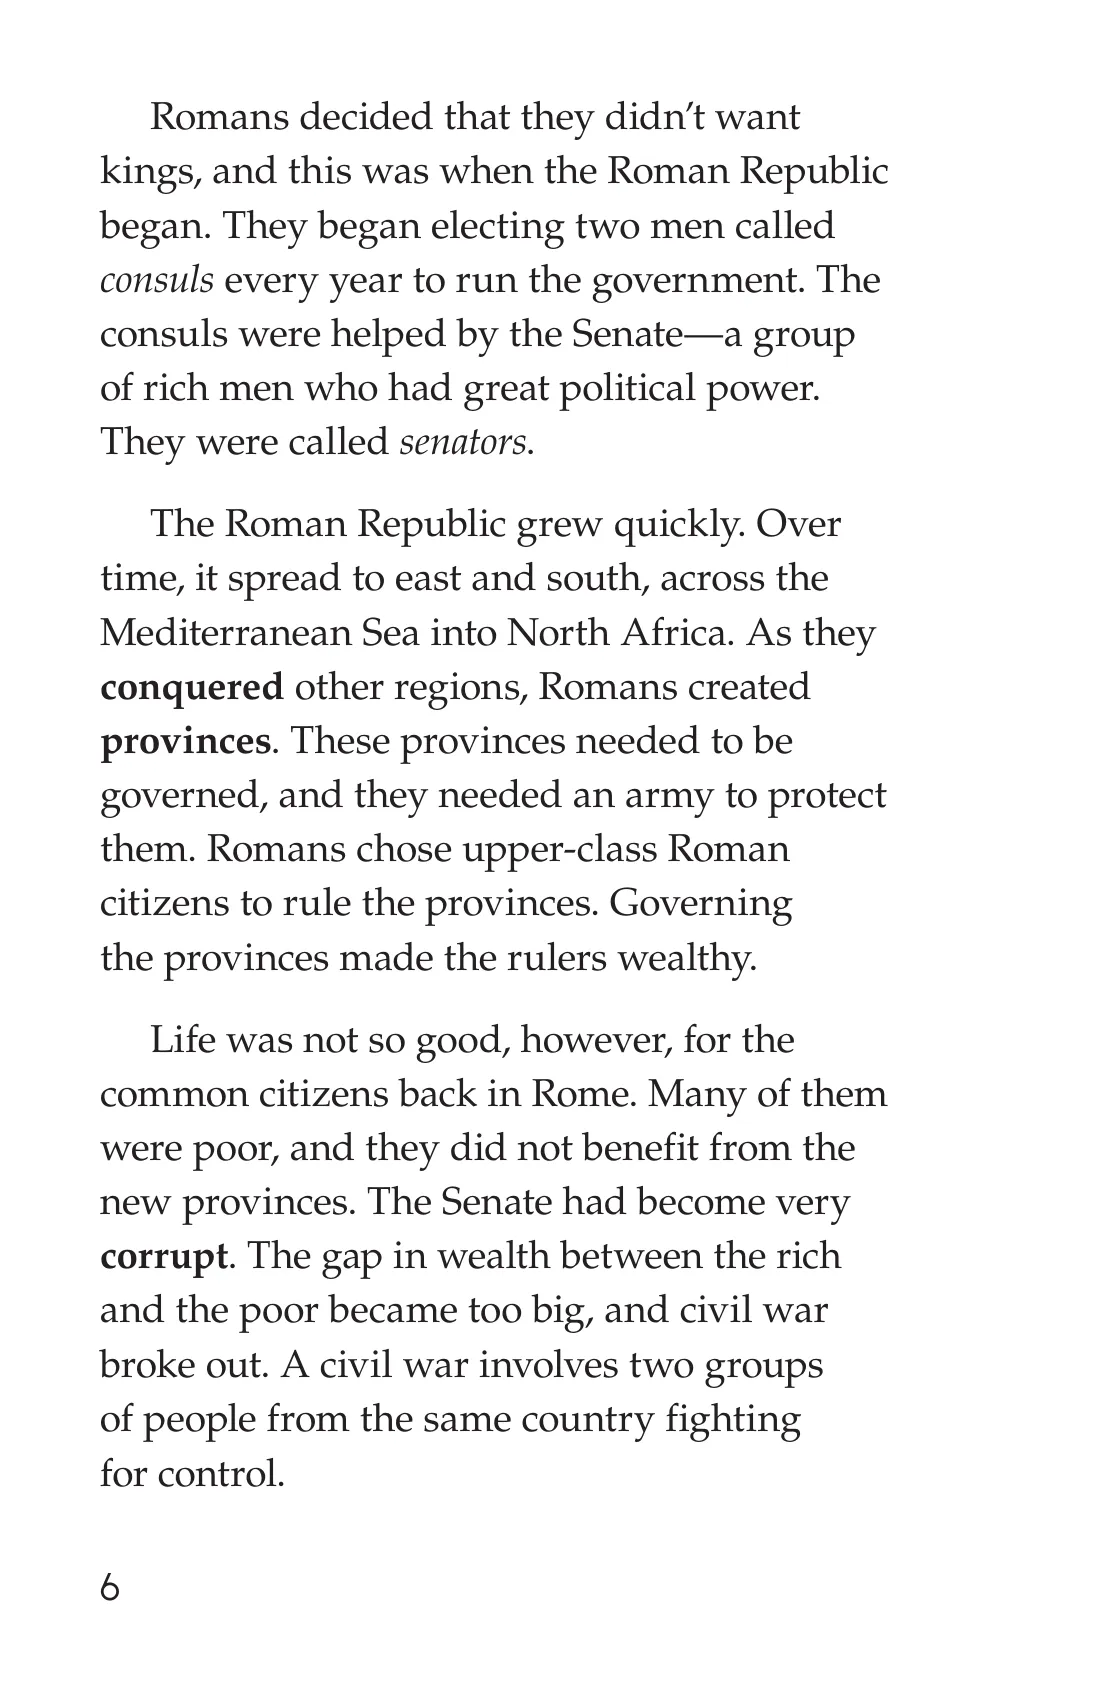 Romans decided that they didn’t want
kings, and this was when the Roman Republic
began. They began electing two men called
consuls every year to run the government. The
consuls were helped by the Senate—a group
of rich men who had great political power.
They were called senators.
The Roman Republic grew quickly. Over
time, it spread to east and south, across the
Mediterranean Sea into North Africa. As they
conquered other regions, Romans created
provinces. These provinces needed to be
governed, and they needed an army to protect
them. Romans chose upper-class Roman
citizens to rule the provinces. Governing
the provinces made the rulers wealthy.
Life was not so good, however, for the
common citizens back in Rome. Many of them
were poor, and they did not benefit from the
new provinces. The Senate had become very
corrupt. The gap in wealth between the rich
and the poor became too big, and civil war
broke out. A civil war involves two groups
of people from the same country fighting
for control.
6